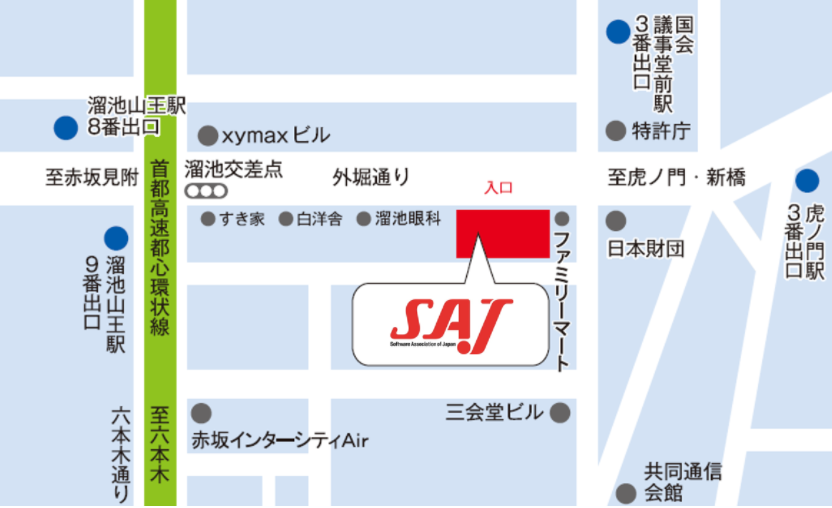 国会
議事堂前駅
3番出口
溜池山王駅
8番出口
xymaxビル
特許庁
至赤坂見附
首都高速都心環状線
溜池交差点
外堀通り
入口
至虎ノ門・新橋
すき家
白洋舎
溜池眼科
ファミリーマート
日本財団
虎ノ門駅
3番出口
溜池山王駅
9番出口
SAJ
Software Association of Japan
至六本木
六本木通り
赤坂インターシティAir
三会堂ビル
共同通信
会館